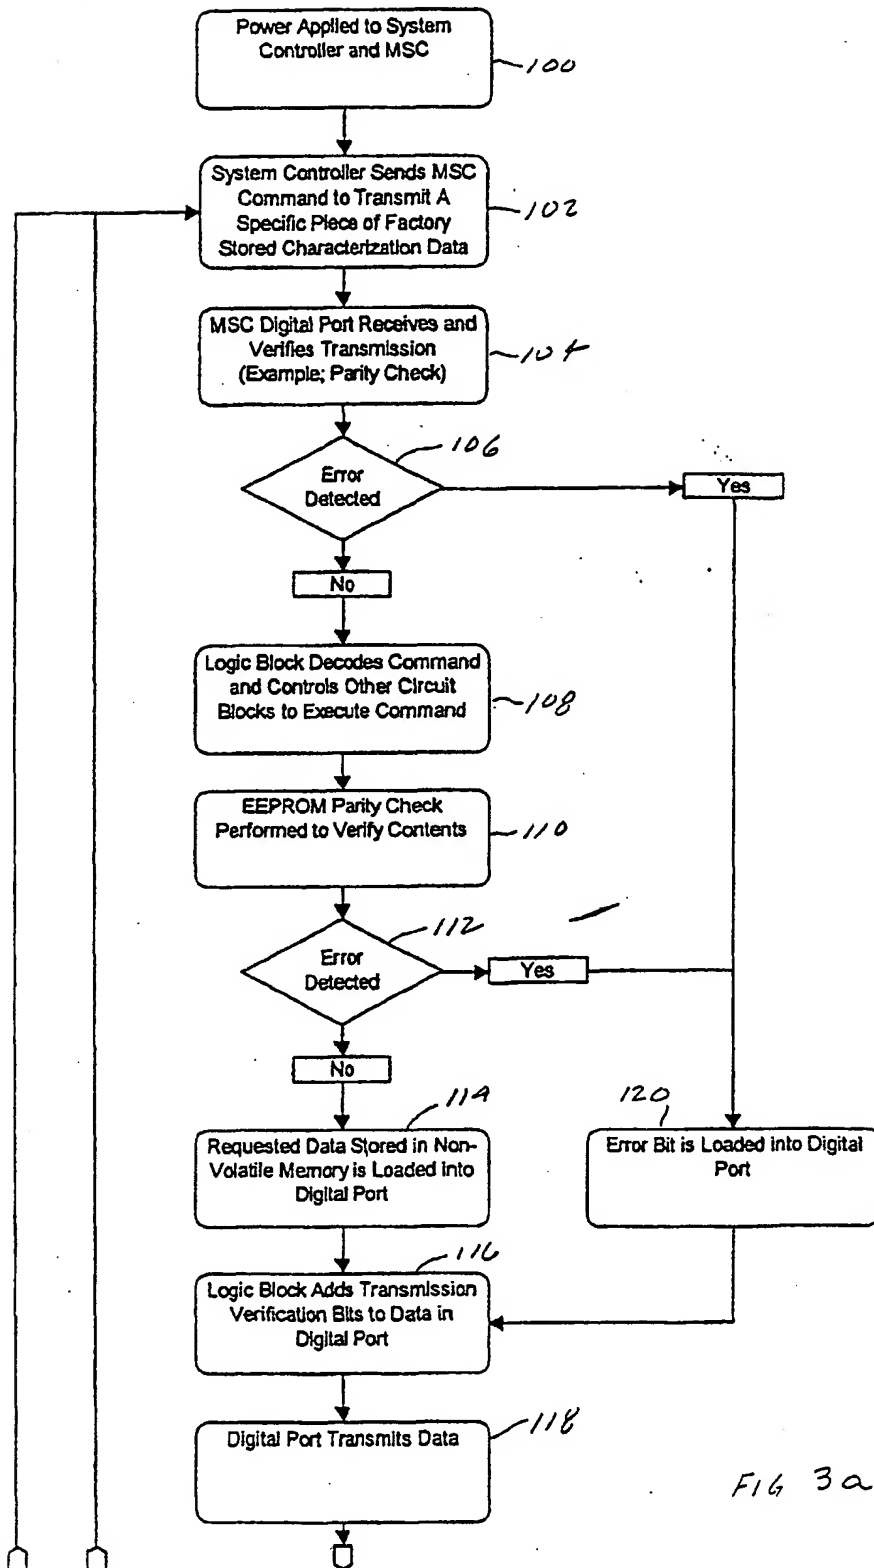 Power Applied to System
Controller and MSC
100
System Controller Sends MSC
Command to Transmit A
Specific Piece of Factory
Stored Characterization Data
102
MSC Digital Port Receives and
Verifies Transmission
(Example; Parity Check)
104
106
Error
Detected
Yes
No
Logic Block Decodes Command
and Controls Other Circuit
Blocks to Execute Command
108
EEPROM Parity Check
Performed to Verify Contents
110
112
Error
Detected
Yes
No
114
120
Requested Data Stored in Non-
Volatile Memory is Loaded into
Digital Port
Error Bit is Loaded into Digital
Port
116
Logic Block Adds Transmission
Verification Bits to Data in
Digital Port
Digital Port Transmits Data
118
FIG 3a